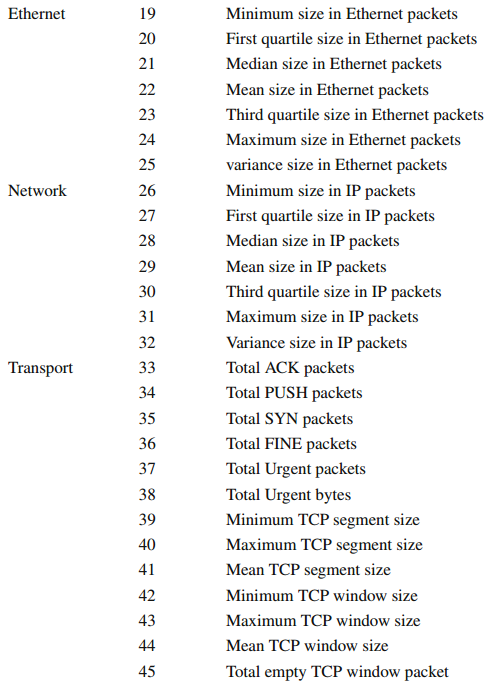 Ethernet 19 Minimum size in Ethernet packets
20 First quartile size in Ethernet packets
21 Median size in Ethernet packets
22 Mean size in Ethernet packets
23 Third quartile size in Ethernet packets
24 Maximum size in Ethernet packets
25 variance size in Ethernet packets
Network 26 Minimum size in IP packets
27 First quartile size in IP packets
28 Median size in IP packets
29 Mean size in IP packets
30 Third quartile size in IP packets
31 Maximum size in IP packets
32 Variance size in IP packets
Transport 33 Total ACK packets
34 Total PUSH packets
35 Total SYN packets
36 Total FINE packets
37 Total Urgent packets
38 Total Urgent bytes
39 Minimum TCP segment size
40 Maximum TCP segment size
41 Mean TCP segment size
42 Minimum TCP window size
43 Maximum TCP window size
44 Mean TCP window size
45 Total empty TCP window packet